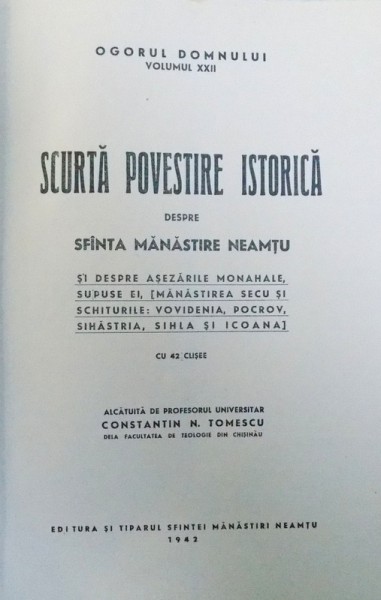 OGORUL DOMNULUI
VOLUMUL XXII
SCURTĂ POVESTIRE ISTORICĂ
DESPRE
SFÎNTA MĂNĂSTIRE NEAMȚU
ȘI DESPRE AȘEZĂRILE MONAHALE,
SUPUSE EI, [MĂNĂSTIREA SECU ȘI
SCHITURILE: VOVIDENIA, POCROV,
SIHĂSTRIA, SIHLA ȘI ICOANA]
CU 42 CLIȘEE
ALCĂTUITĂ DE PROFESORUL UNIVERSITAR
CONSTANTIN N. TOMESCU
DELA FACULTATEA DE TEOLOGIE DIN CHIȘINĂU
EDITURA ȘI TIPARUL SFINTEI MĂNĂSTIRI NEAMȚU
1942